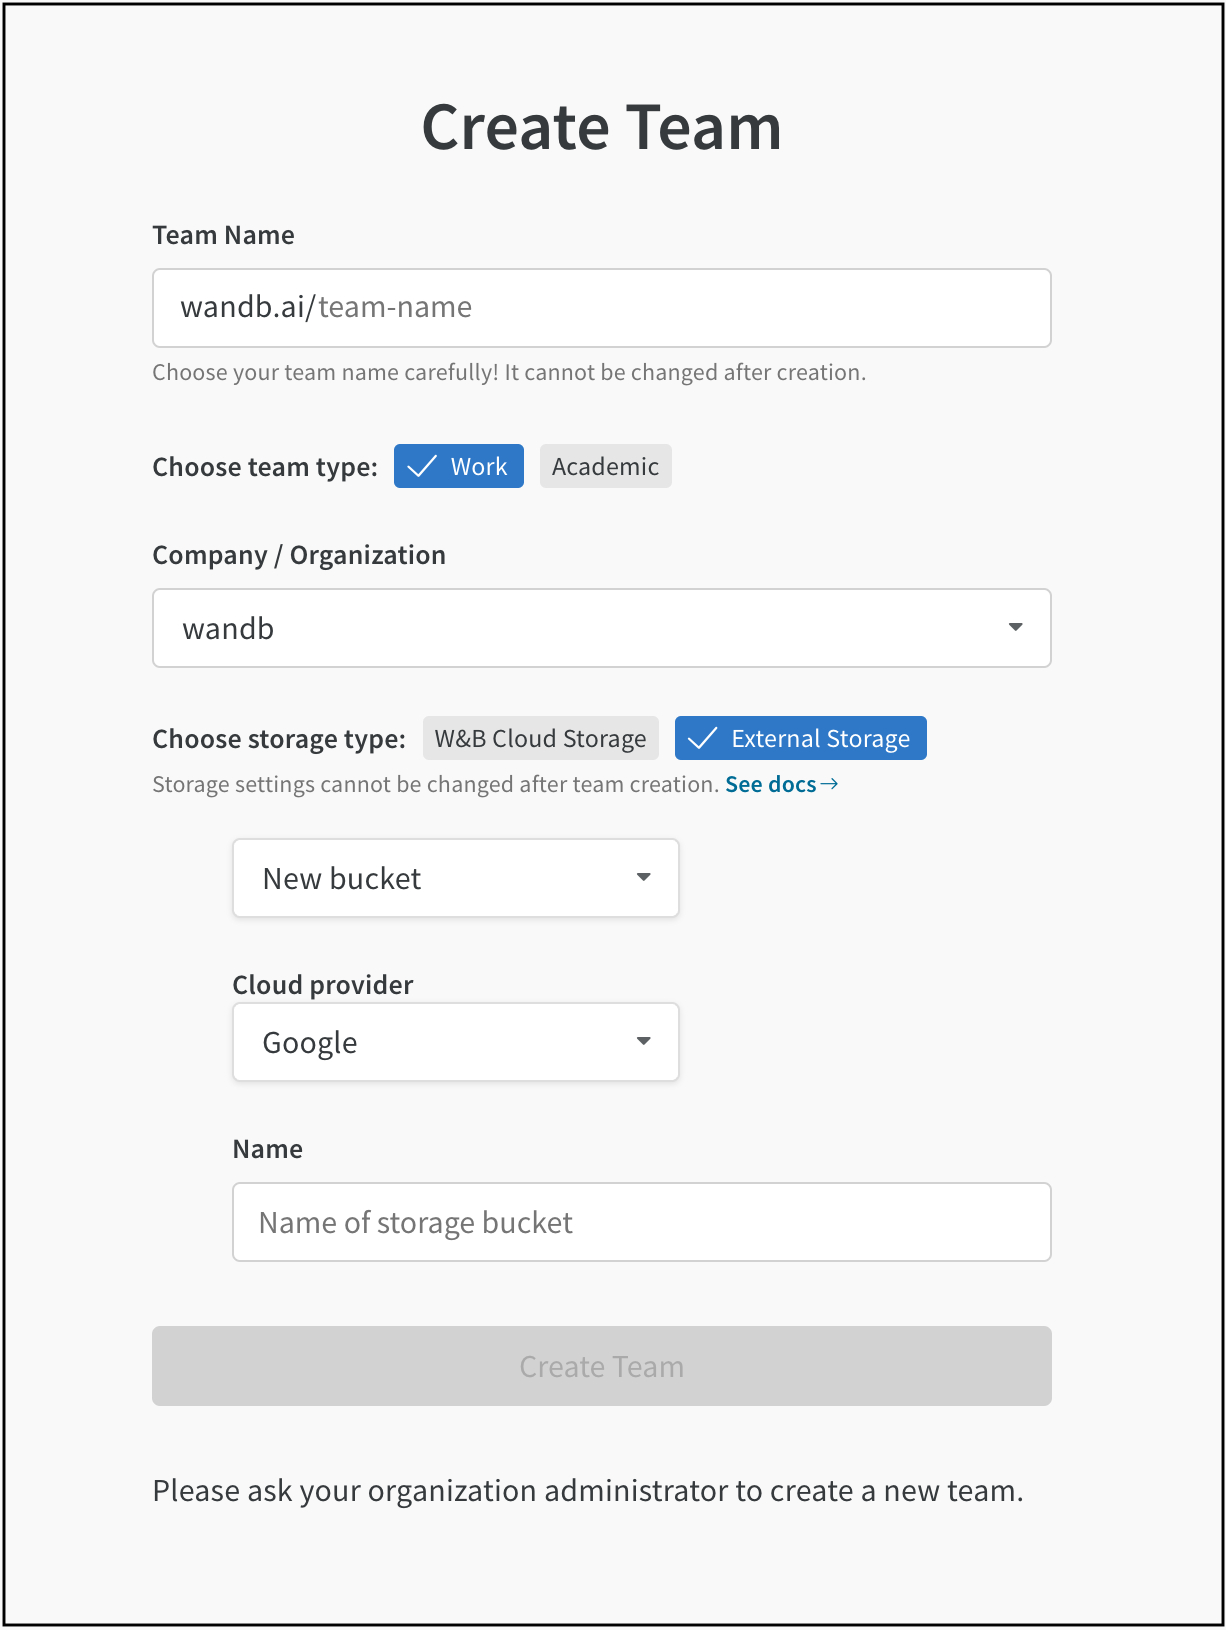 Create Team
Team Name
wandb.ai/team-name
Choose your team name carefully! It cannot be changed after creation.
Choose team type: Work Academic
Company / Organization
wandb
Choose storage type: W&B Cloud Storage External Storage
Storage settings cannot be changed after team creation. See docs→
New bucket
Cloud provider
Google
Name
Name of storage bucket
Create Team
Please ask your organization administrator to create a new team.